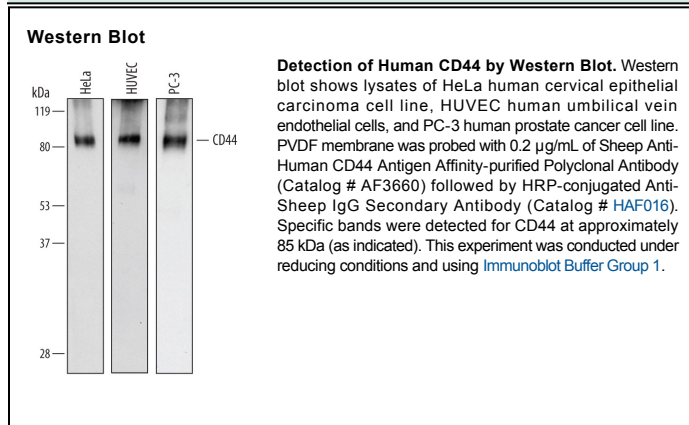 Western Blot
Detection of Human CD44 by Western Blot. Western
blot shows lysates of HeLa human cervical epithelial
carcinoma cell line, HUVEC human umbilical vein
endothelial cells, and PC-3 human prostate cancer cell line.
PVDF membrane was probed with 0.2 µg/mL of Sheep Anti-
Human CD44 Antigen Affinity-purified Polyclonal Antibody
(Catalog # AF3660) followed by HRP-conjugated Anti-
Sheep IgG Secondary Antibody (Catalog # HAF016).
Specific bands were detected for CD44 at approximately
85 kDa (as indicated). This experiment was conducted under
reducing conditions and using Immunoblot Buffer Group 1.
kDa
HeLa
HUVEC
PC-3
119
80
CD44
53
37
28